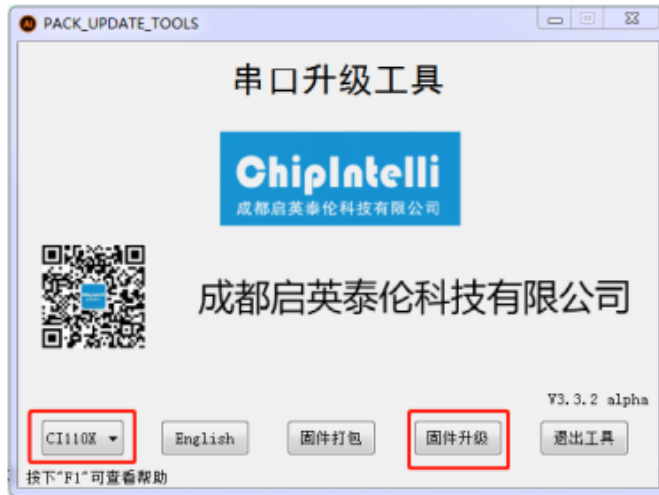 PACK_UPDATE_TOOLS
串口升级工具
ChipIntelli
成都启英泰伦科技有限公司
成都启英泰伦科技有限公司
V3.3.2 alpha
CI110X English 固件打包 固件升级 退出工具
按下"F1"可查看帮助